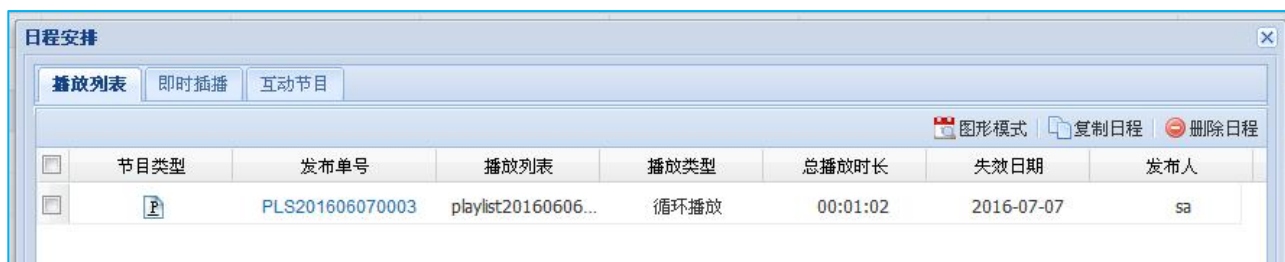 日程安排
播放列表 即时插播 互动节目
图形模式 复制日程 删除日程
节目类型 发布单号 播放列表 播放类型 总播放时长 失效日期 发布人
P PLS201606070003 playlist20160606... 循环播放 00:01:02 2016-07-07 sa